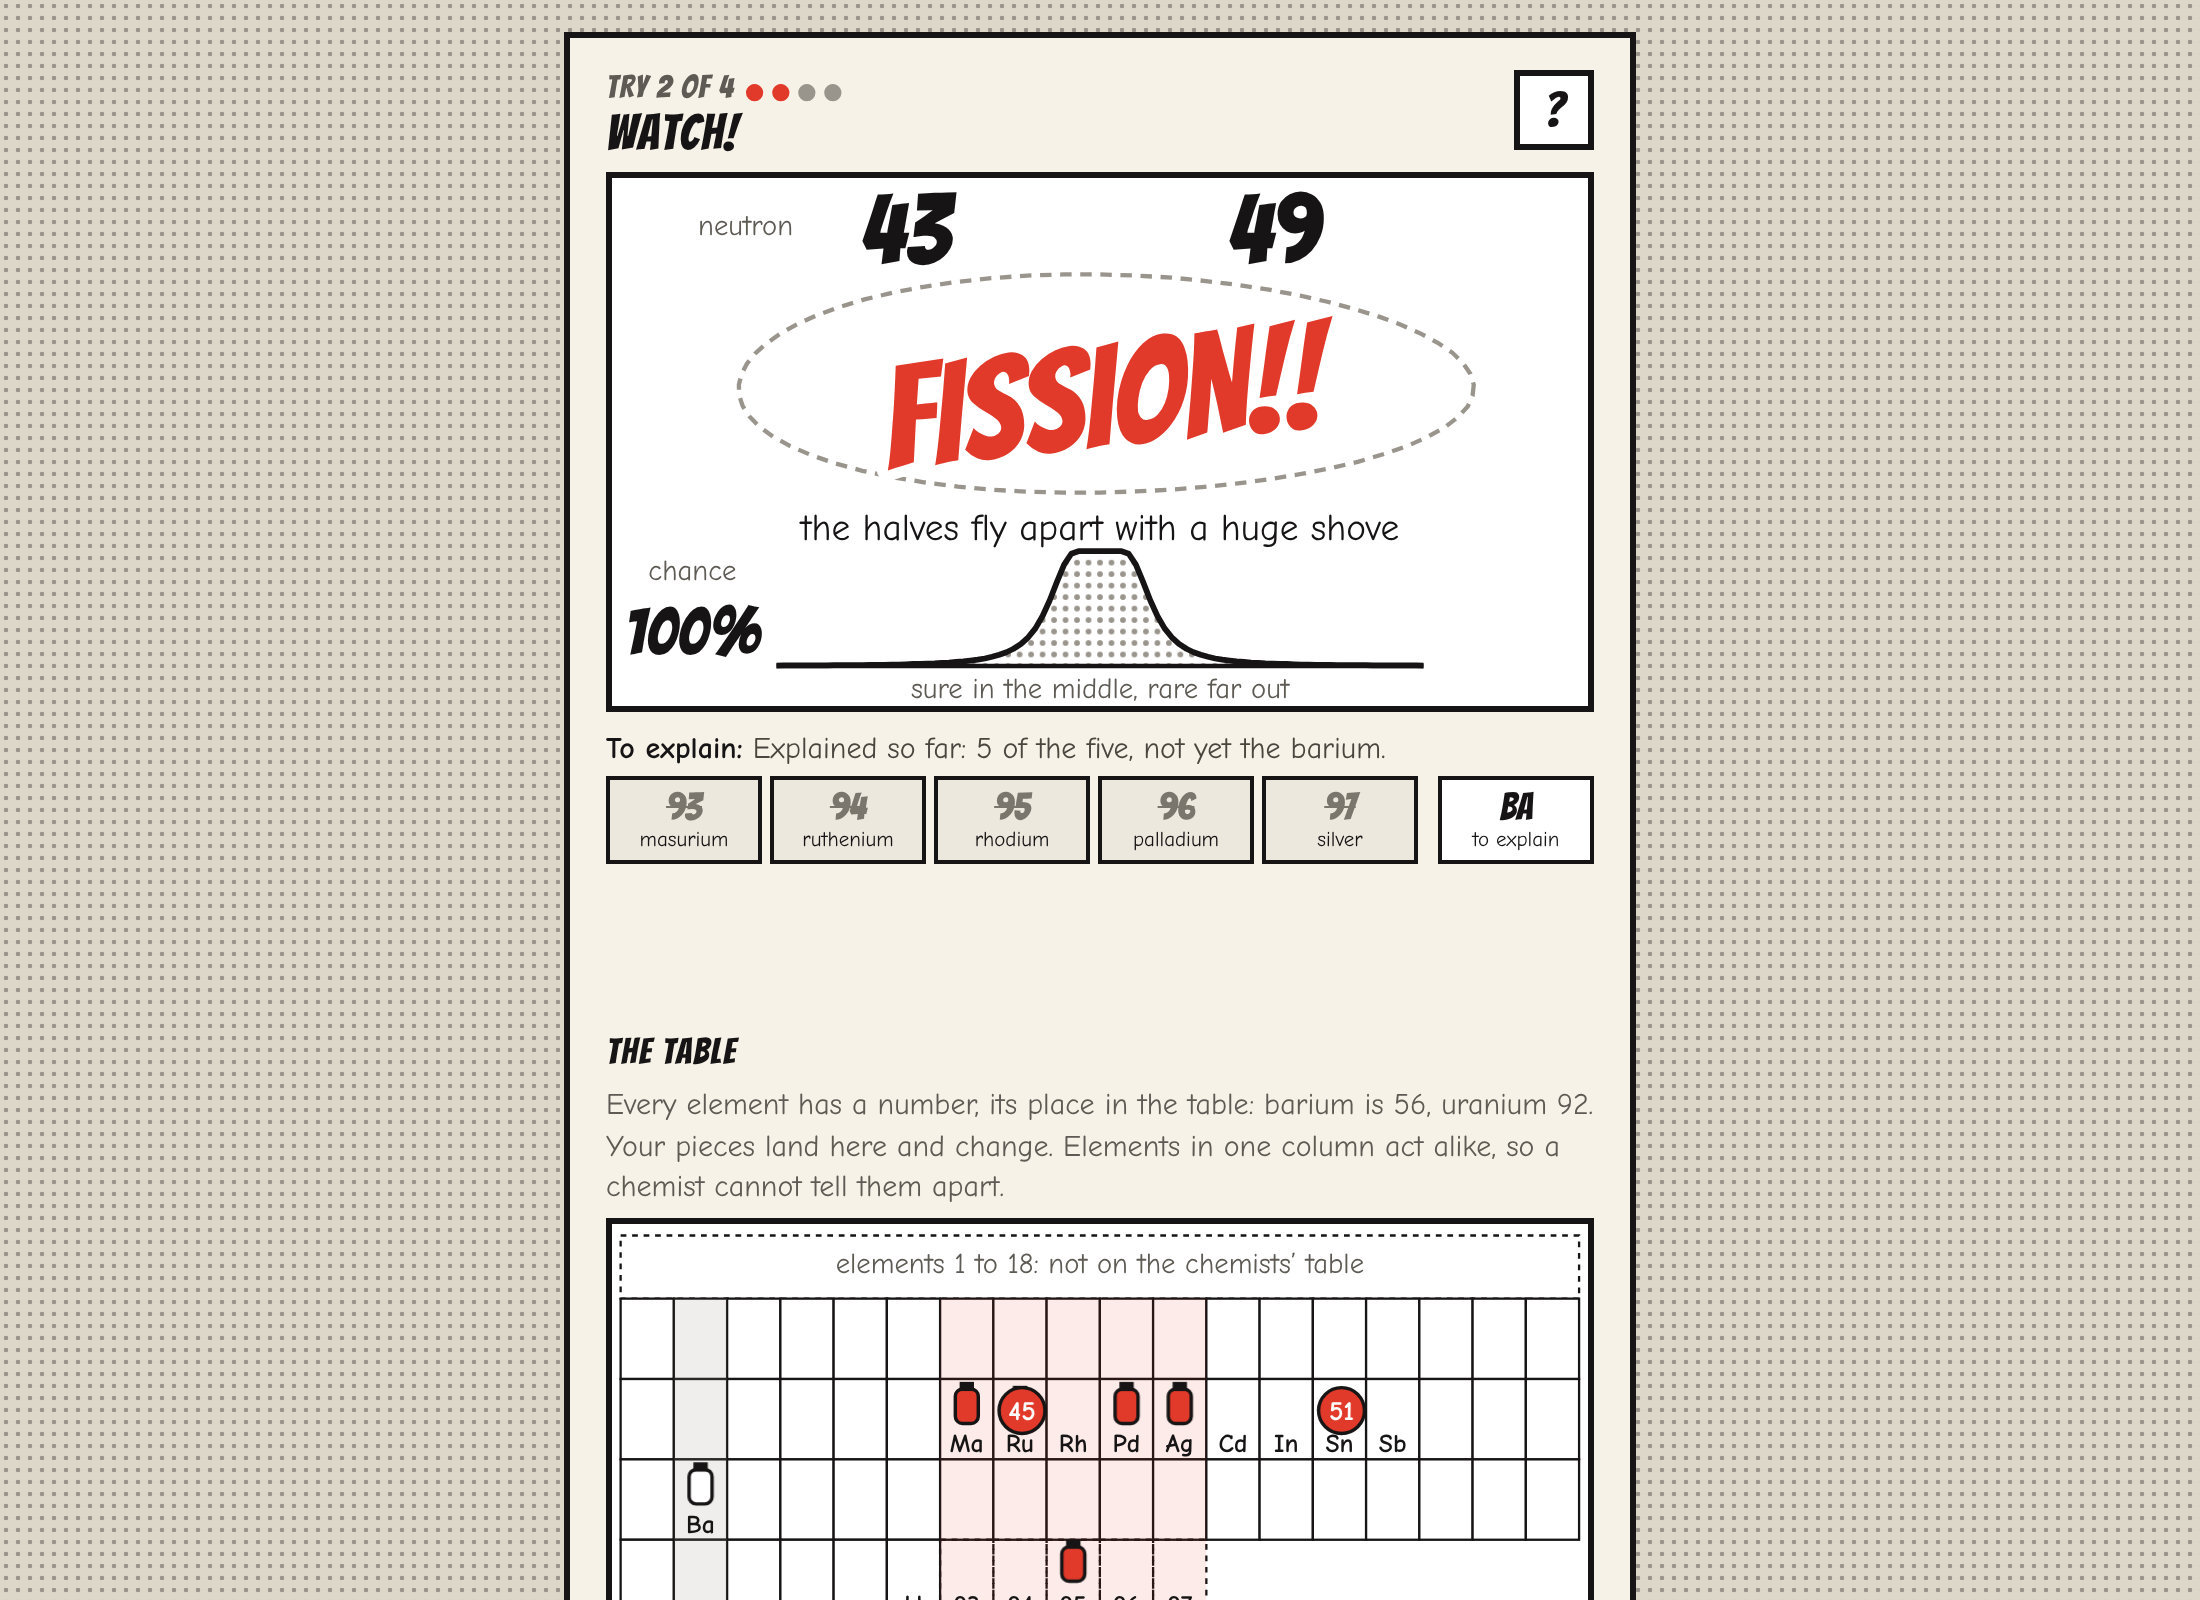 TRY 2 OF 4
WATCH!
?
neutron 43 49
FISSION!!
the halves fly apart with a huge shove
chance
100%
sure in the middle, rare far out
To explain: Explained so far: 5 of the five, not yet the barium.
93 94 95 96 97 BA
masurium ruthenium rhodium palladium silver to explain
THE TABLE
Every element has a number, its place in the table: barium is 56, uranium 92.
Your pieces land here and change. Elements in one column act alike, so a
chemist cannot tell them apart.
elements 1 to 18: not on the chemists' table
45 51
Ma Ru Rh Pd Ag Cd In Sn Sb
Ba